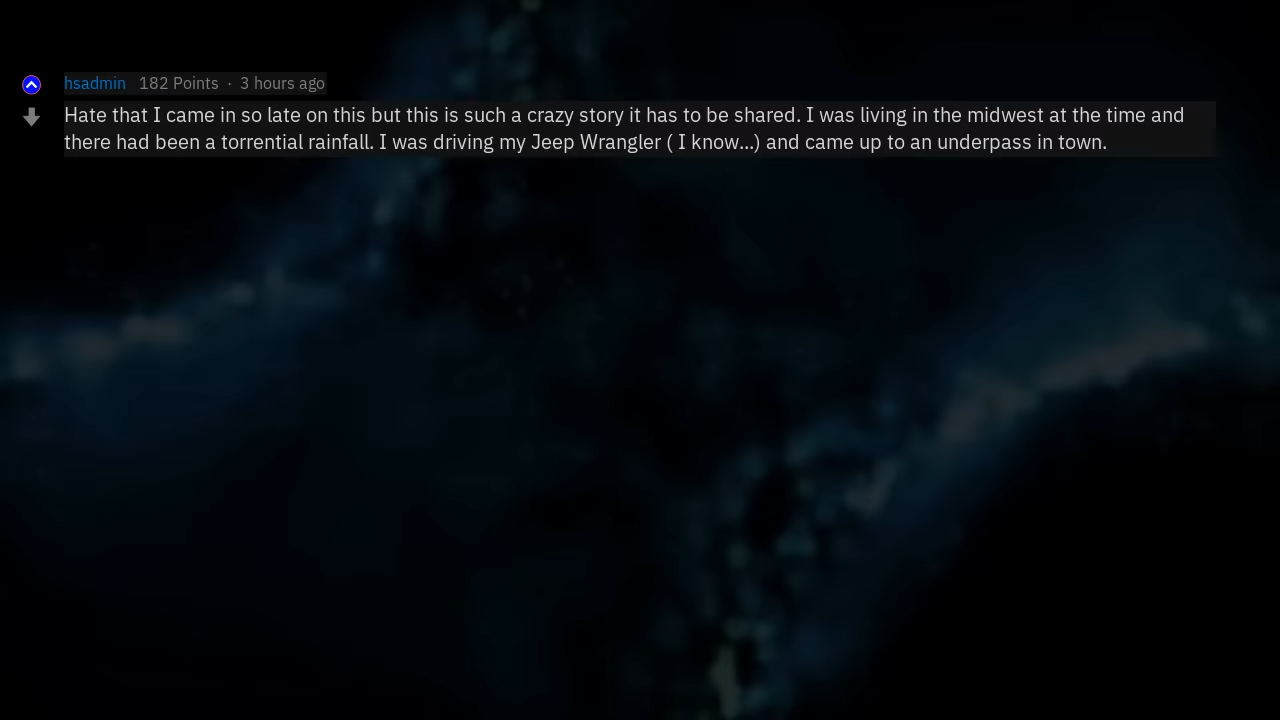 hsadmin 182 Points · 3 hours ago
Hate that I came in so late on this but this is such a crazy story it has to be shared. I was living in the midwest at the time and
there had been a torrential rainfall. I was driving my Jeep Wrangler ( I know...) and came up to an underpass in town.